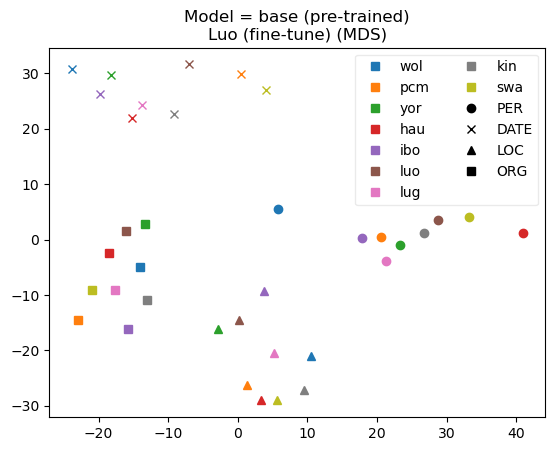 Model = base (pre-trained)
Luo (fine-tune) (MDS)
wol
pcm
yor
hau
ibo
luo
lug
kin
swa
PER
DATE
LOC
ORG
30
20
10
0
−10
−20
−30
−20 −10 0 10 20 30 40